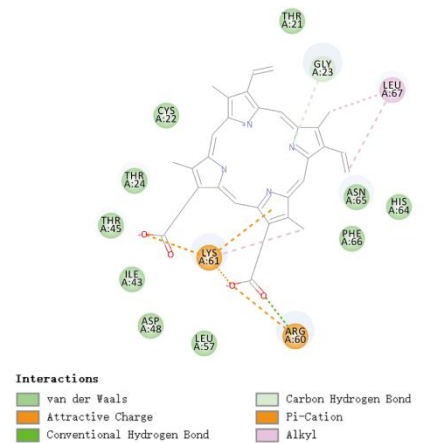 THR
A:21
GLY
A:23
LEU
A:67
CYS
A:22
N
N
N
N
THR
A:24
ASN
A:65
HIS
A:64
THR
A:45
PHE
A:66
LYS
A:61
O
O
ILE
A:43
O
O
ASP
A:48
LEU
A:57
ARG
A:60
Interactions
van der Waals
Attractive Charge
Conventional Hydrogen Bond
Carbon Hydrogen Bond
Pi-Cation
Alkyl